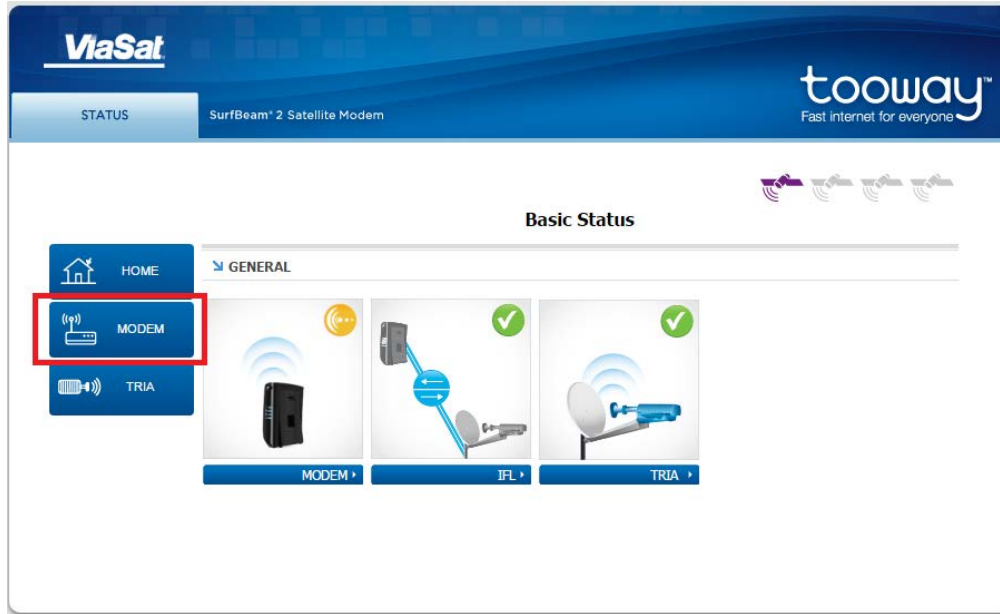 ViaSat
tooway™
Fast internet for everyone
STATUS
SurfBeam® 2 Satellite Modem
Basic Status
HOME
GENERAL
MODEM
TRIA
MODEM
IFL
TRIA